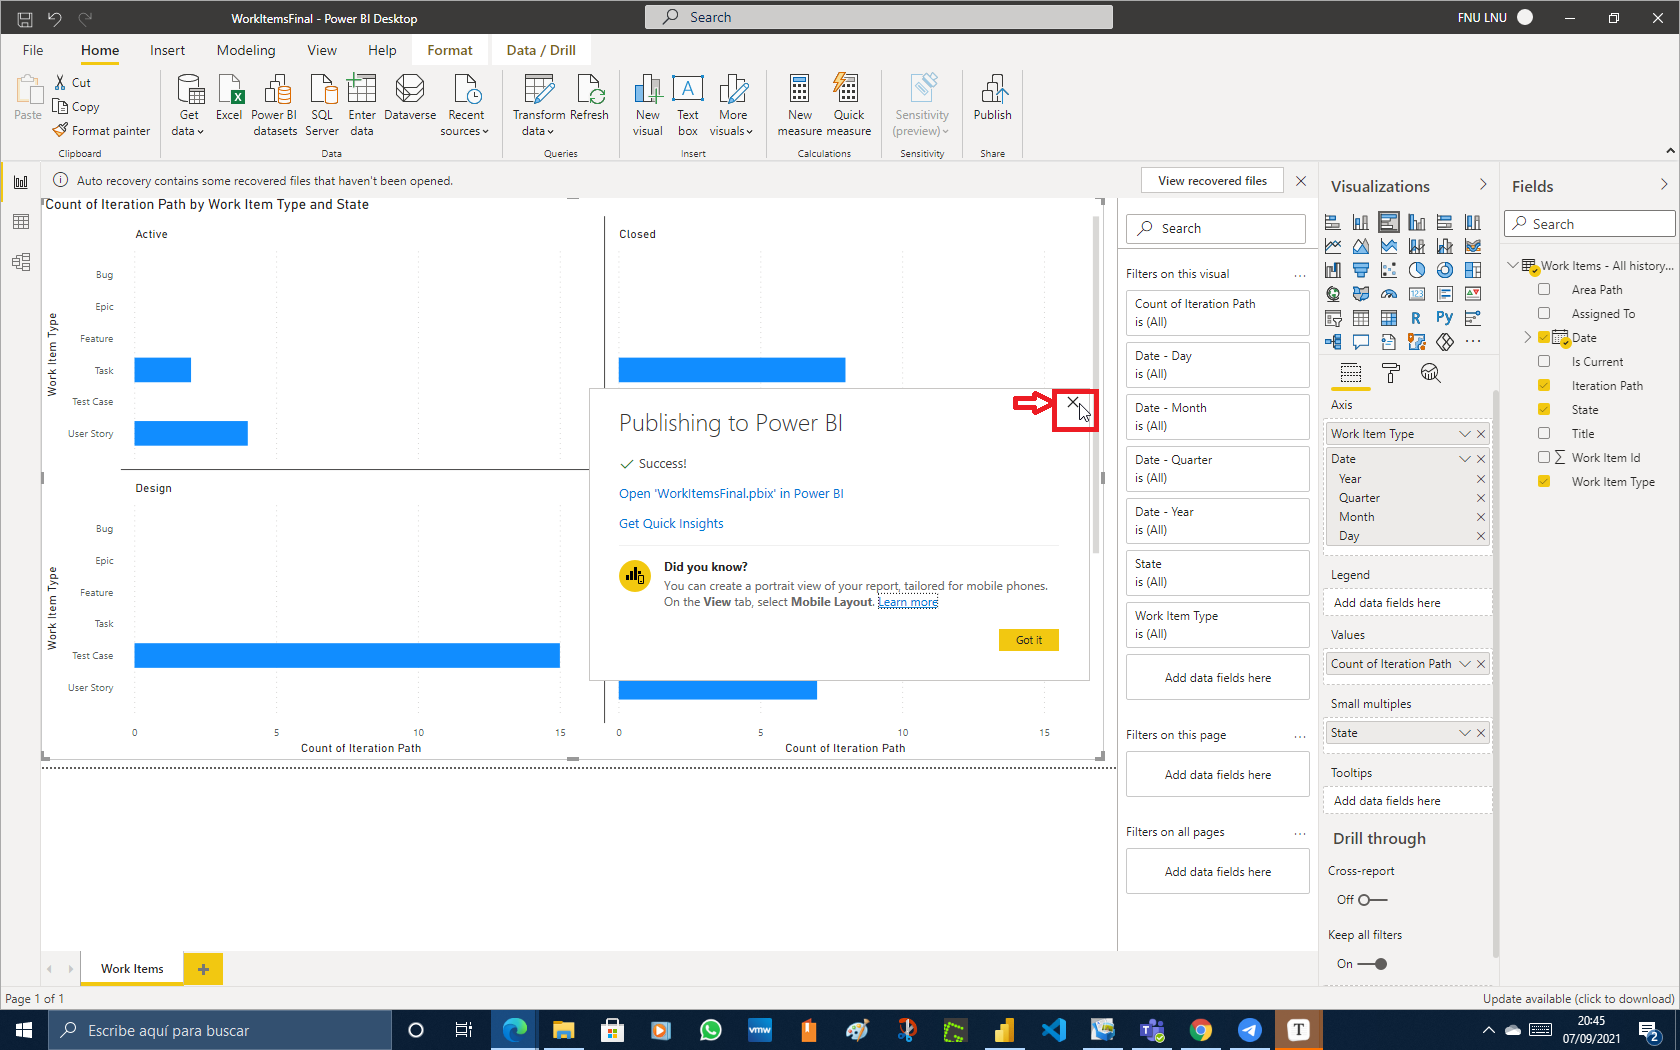 WorkItemsFinal - Power BI Desktop
Search
FNU LNU
File
Home
Insert
Modeling
View
Help
Format
Data / Drill
Paste
Cut
Copy
Format painter
Clipboard
Get
data
Excel
Power BI
datasets
SQL
Server
Enter
data
Dataverse
Recent
sources
Data
Transform
data
Refresh
Queries
New
visual
Text
box
More
visuals
Insert
New
measure
Quick
measure
Calculations
Sensitivity
(preview)
Sensitivity
Publish
Share
Auto recovery contains some recovered files that haven't been opened.
View recovered files
Count of Iteration Path by Work Item Type and State
Active
Work Item Type
Bug
Epic
Feature
Task
Test Case
User Story
Closed
Design
Work Item Type
Bug
Epic
Feature
Task
Test Case
User Story
0 5 10 15
Count of Iteration Path
0 5 10 15
Count of Iteration Path
Publishing to Power BI
Success!
Open 'WorkItemsFinal.pbix' in Power BI
Get Quick Insights
Did you know?
You can create a portrait view of your report, tailored for mobile phones.
On the View tab, select Mobile Layout. Learn more
Got it
Search
Filters on this visual
Count of Iteration Path
is (All)
Date - Day
is (All)
Date - Month
is (All)
Date - Quarter
is (All)
Date - Year
is (All)
State
is (All)
Work Item Type
is (All)
Add data fields here
Filters on this page
Add data fields here
Filters on all pages
Add data fields here
Visualizations
123
R
Py
Axis
Work Item Type
Date
Year
Quarter
Month
Day
Legend
Add data fields here
Values
Count of Iteration Path
Small multiples
State
Tooltips
Add data fields here
Drill through
Cross-report
Off
Keep all filters
On
Fields
Search
Work Items - All history...
Area Path
Assigned To
Date
Is Current
Iteration Path
State
Title
Work Item Id
Work Item Type
Work Items
Page 1 of 1
Update available (click to download)
Escribe aquí para buscar
vmw
T
20:45
07/09/2021
2